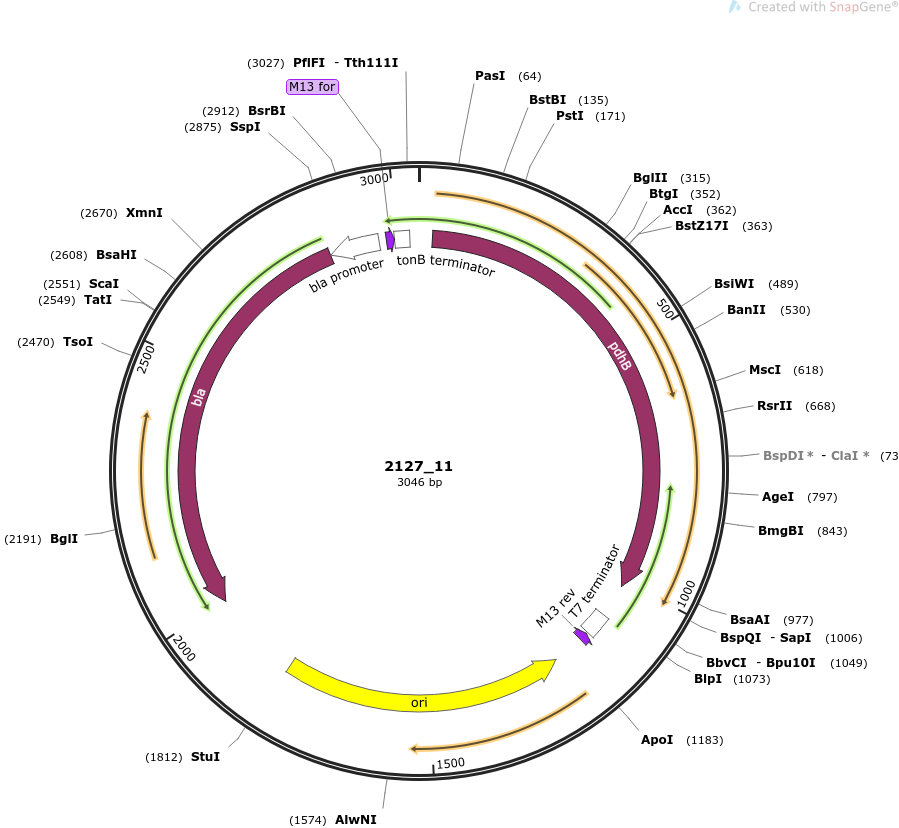 Created with SnapGene®
(3027) PflFI - Tth111I
M13 for
(2912) BsrBI
(2875) SspI
PasI (64)
BstBI (135)
PstI (171)
3000
(2670) XmnI
(2608) BsaHI
(2551) ScaI
(2549) TatI
(2470) TsoI
2500
BglII (315)
BtgI (352)
AccI (362)
BstZ17I (363)
bla promoter
tonB terminator
BsiWI (489)
500
BanII (530)
pdhB
MscI (618)
bla
RsrII (668)
BspDI * - ClaI * (73
2127_11
3046 bp
AgeI (797)
BmgBI (843)
(2191) BglI
T7 terminator
M13 rev
1000
BsaAI (977)
BspQI - SapI (1006)
BbvCI - Bpu10I (1049)
BlpI (1073)
2000
ori
ApoI (1183)
(1812) StuI
1500
(1574) AlwNI